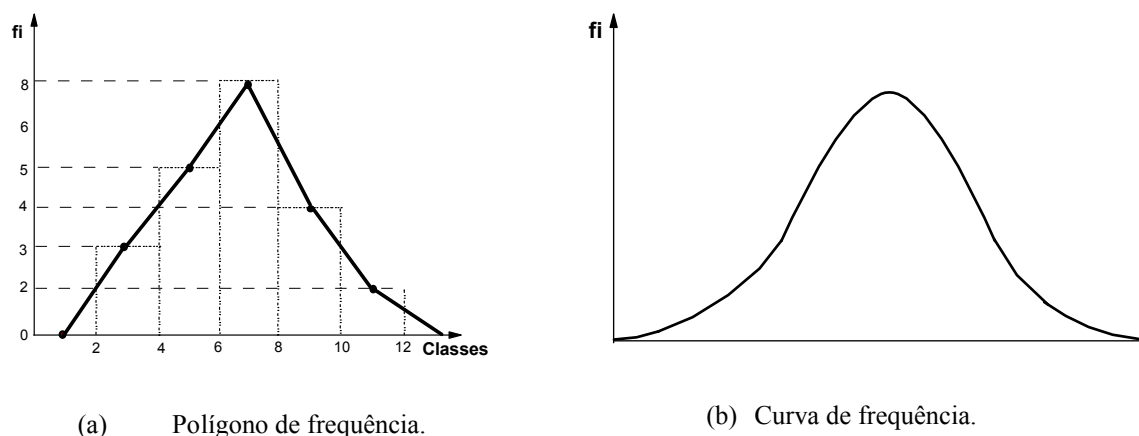 fi
8
6
5
4
3
2
0
2 4 6 8 10 12 Classes
(a) Polígono de frequência.
fi
(b) Curva de frequência.